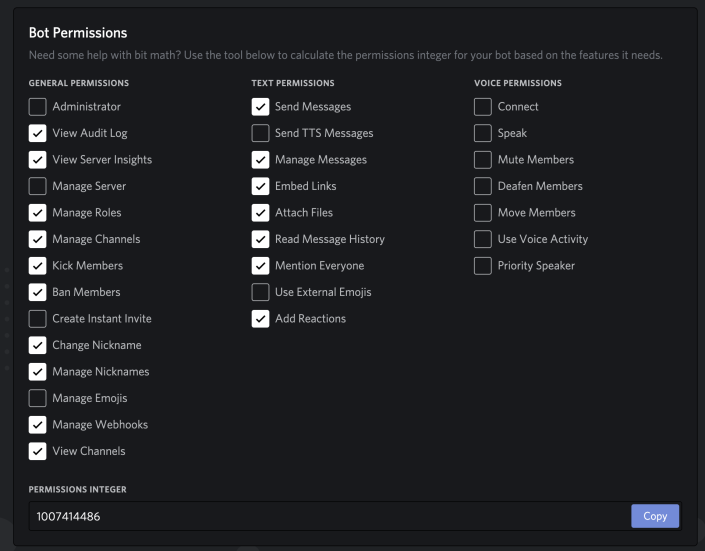 Bot Permissions
Need some help with bit math? Use the tool below to calculate the permissions integer for your bot based on the features it needs.
GENERAL PERMISSIONS
Administrator
View Audit Log
View Server Insights
Manage Server
Manage Roles
Manage Channels
Kick Members
Ban Members
Create Instant Invite
Change Nickname
Manage Nicknames
Manage Emojis
Manage Webhooks
View Channels
TEXT PERMISSIONS
Send Messages
Send TTS Messages
Manage Messages
Embed Links
Attach Files
Read Message History
Mention Everyone
Use External Emojis
Add Reactions
VOICE PERMISSIONS
Connect
Speak
Mute Members
Deafen Members
Move Members
Use Voice Activity
Priority Speaker
PERMISSIONS INTEGER
1007414486
Copy